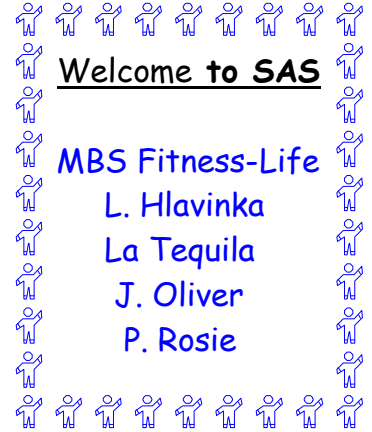 Welcome to SAS
MBS Fitness-Life
L. Hlavinka
La Tequila
J. Oliver
P. Rosie